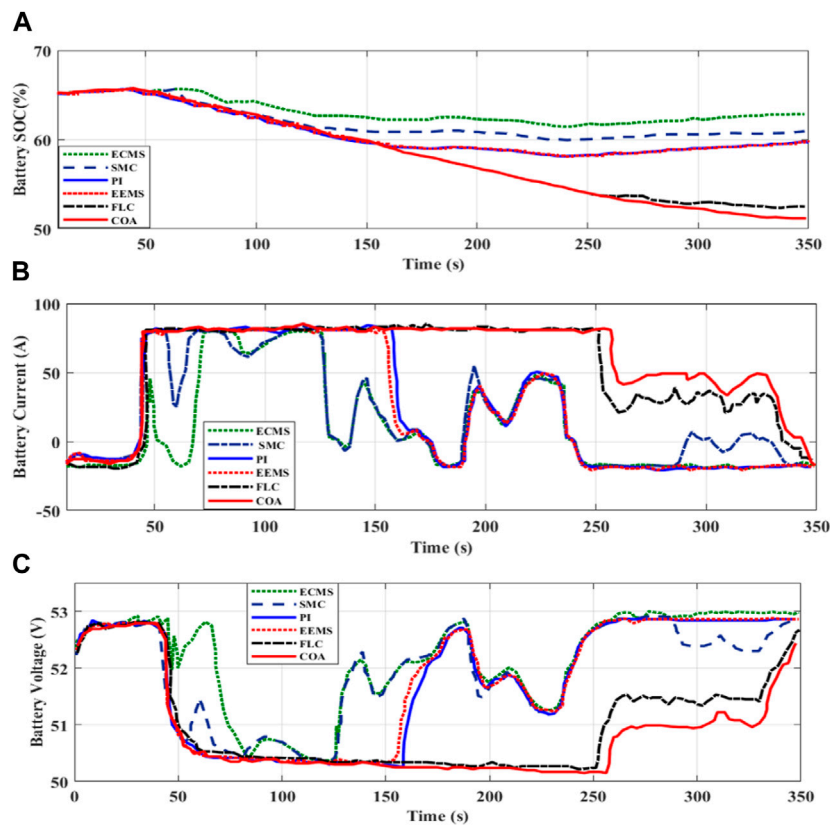 A
70
60
50
Battery SOC(%)
ECMS
SMC
PI
EEMS
FLC
COA
50
100
150
200
250
300
350
Time (s)
B
100
50
0
-50
Battery Current (A)
ECMS
SMC
PI
EEMS
FLC
COA
50
100
150
200
250
300
350
Time (s)
C
53
52
51
50
Battery Voltage (V)
ECMS
SMC
PI
EEMS
FLC
COA
0
50
100
150
200
250
300
350
Time (s)